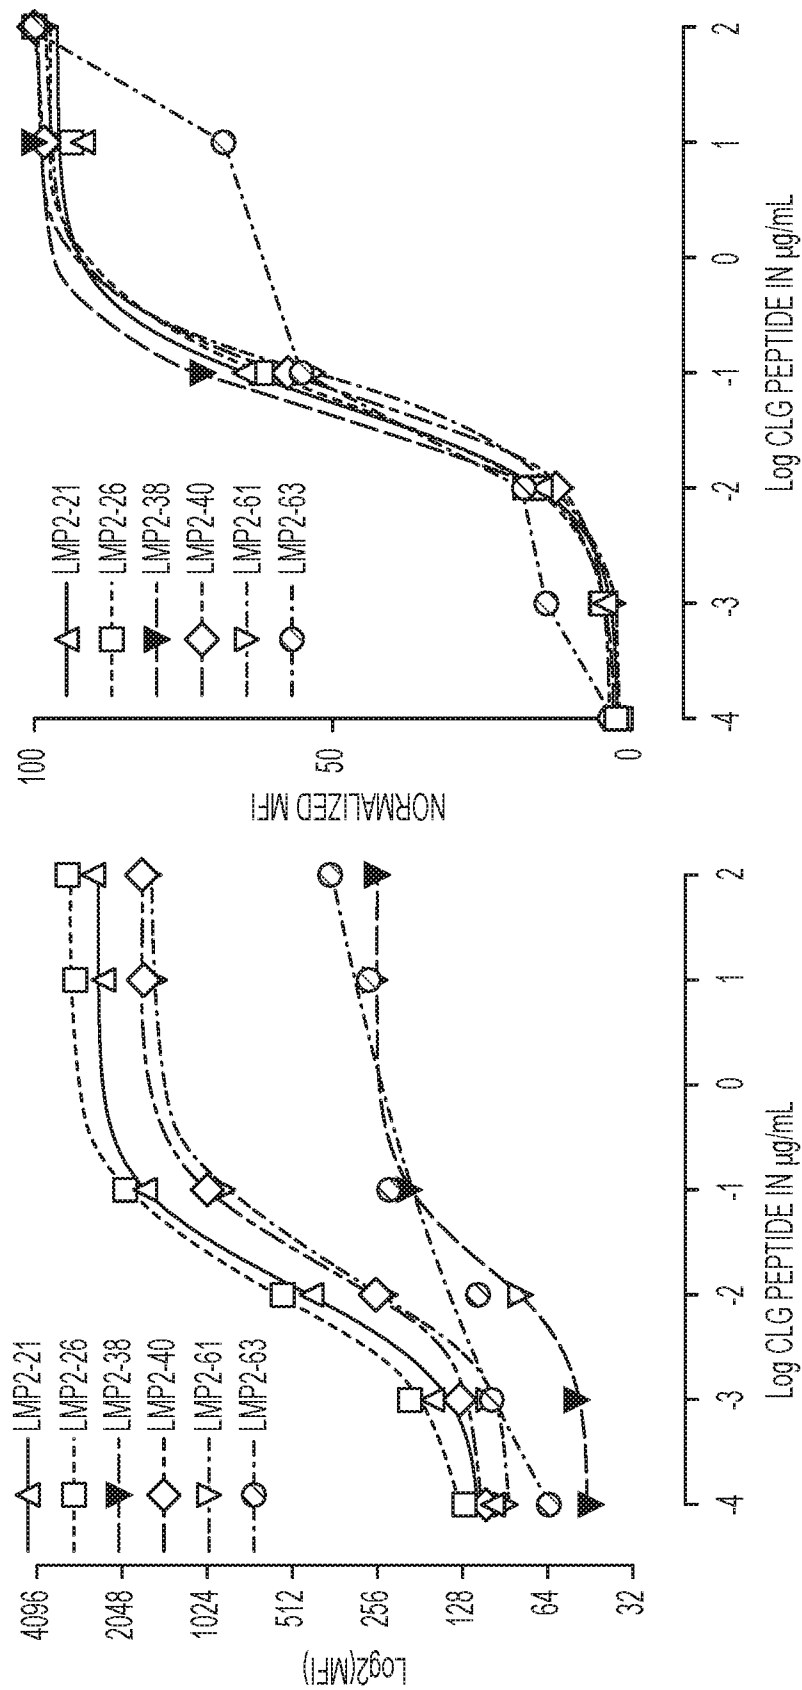 LMP2-21
LMP2-26
LMP2-38
LMP2-40
LMP2-61
LMP2-63
4096
2048
1024
512
256
128
64
32
Log2(MFI)
-4
-3
-2
-1
0
1
2
Log CLG PEPTIDE IN µg/mL
LMP2-21
LMP2-26
LMP2-38
LMP2-40
LMP2-61
LMP2-63
100
50
0
NORMALIZED MFI
-4
-3
-2
-1
0
1
2
Log CLG PEPTIDE IN µg/mL